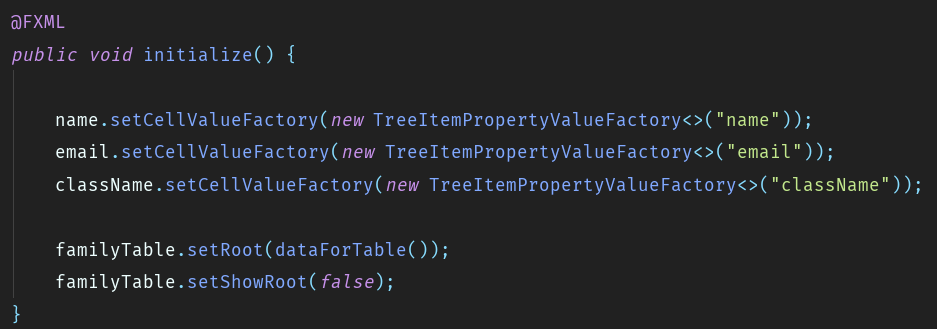 @FXML
public void initialize() {
name.setCellValueFactory(new TreeItemPropertyValueFactory<>("name"));
email.setCellValueFactory(new TreeItemPropertyValueFactory<>("email"));
className.setCellValueFactory(new TreeItemPropertyValueFactory<>("className"));
familyTable.setRoot(dataForTable());
familyTable.setShowRoot(false);
}